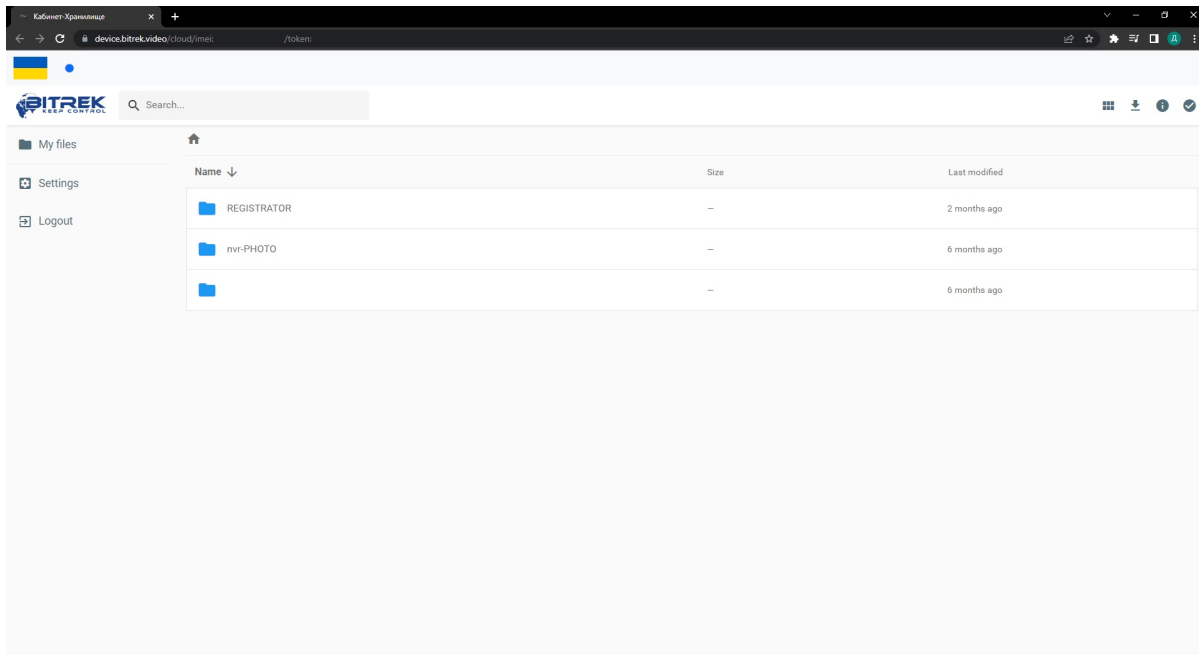 Кабинет-Хранилище
device.bitrek.video/cloud/imei: /token:
Д
BITREK
KEEP CONTROL
Search...
My files
Settings
Logout
Name Size Last modified
REGISTRATOR – 2 months ago
nvr-PHOTO – 6 months ago
– 6 months ago